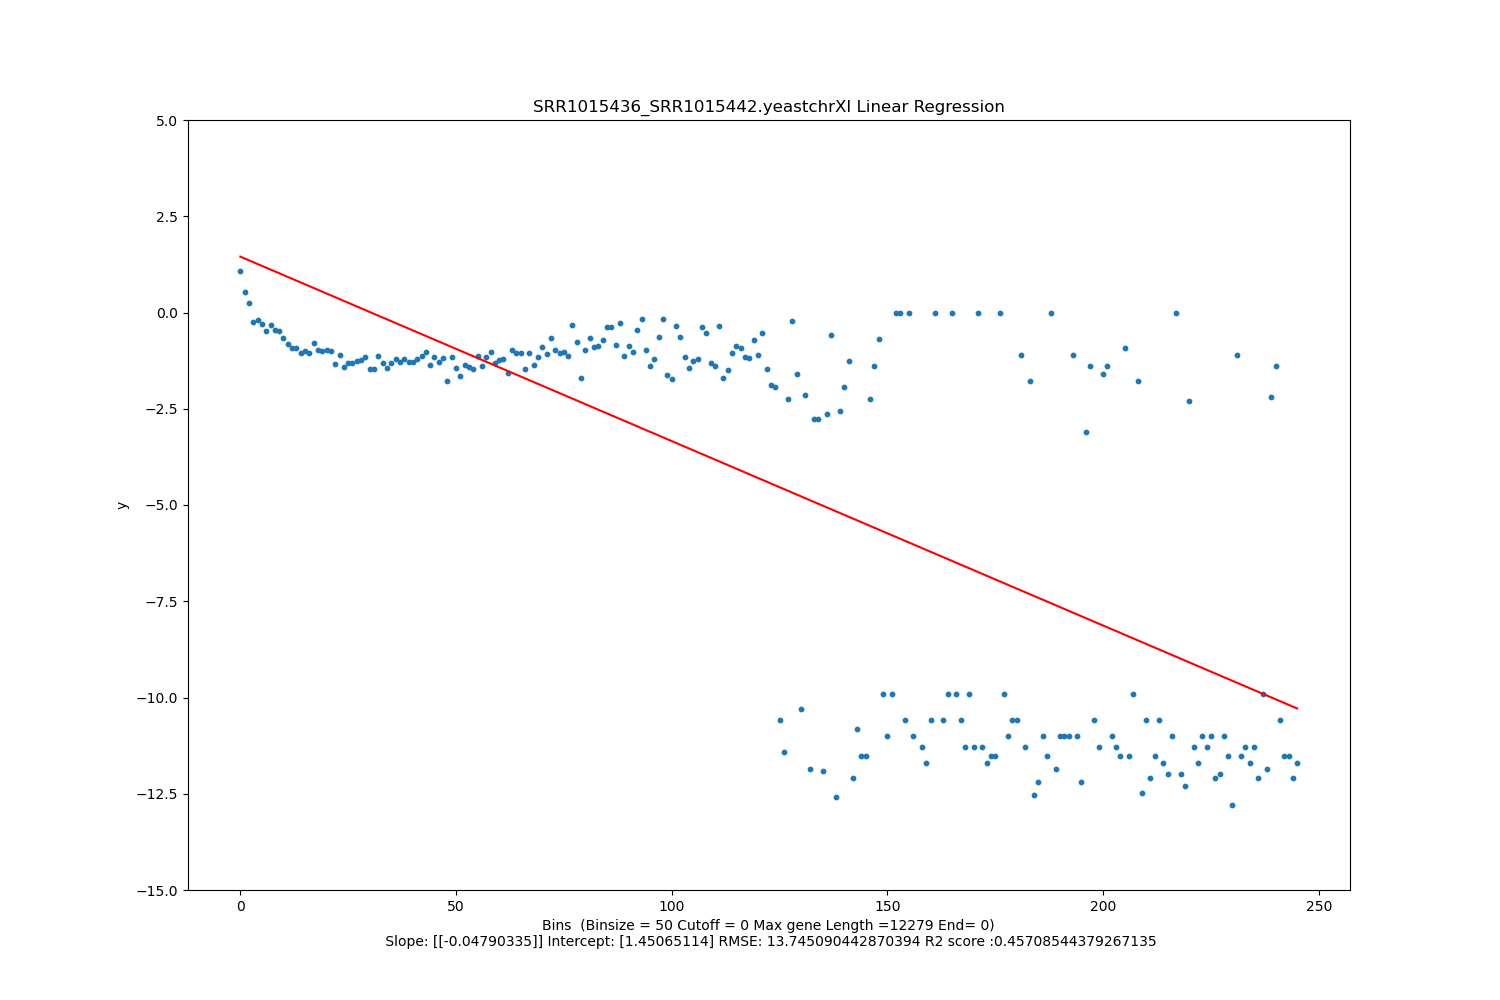 SRR1015436_SRR1015442.yeastchrXI Linear Regression
5.0
2.5
0.0
−2.5
−5.0
−7.5
−10.0
−12.5
−15.0
y
0 50 100 150 200 250
Bins  (Binsize = 50 Cutoff = 0 Max gene Length =12279 End= 0)
Slope: [[-0.04790335]] Intercept: [1.45065114] RMSE: 13.745090442870394 R2 score :0.45708544379267135